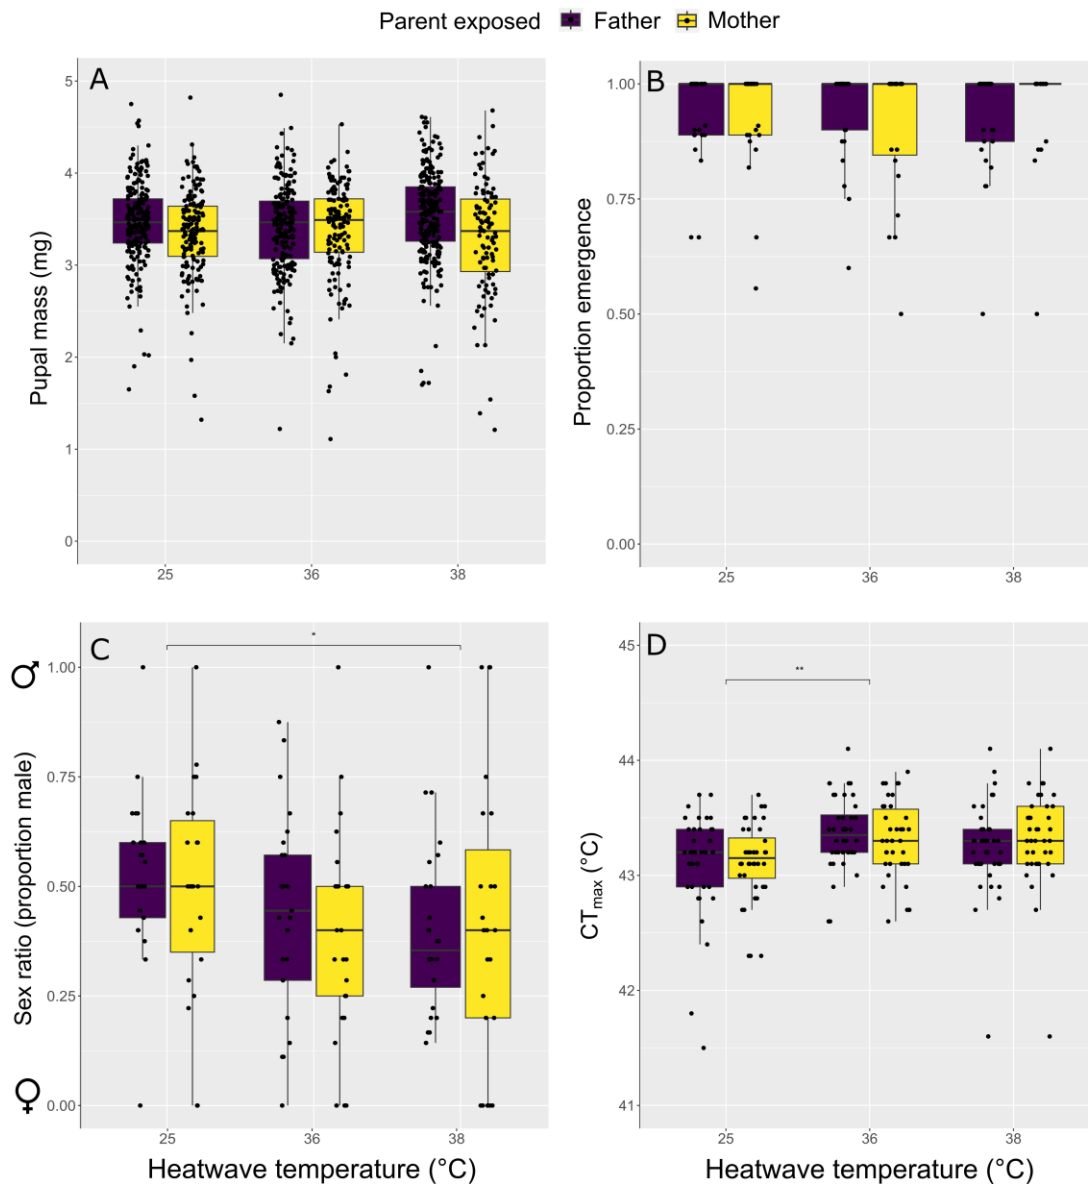 Parent exposed Father Mother
A
Pupal mass (mg)
5
4
3
2
1
0
25 36 38
B
Proportion emergence
1.00
0.75
0.50
0.25
0.00
25 36 38
C
*
♂
♀
Sex ratio (proportion male)
1.00
0.75
0.50
0.25
0.00
25 36 38
Heatwave temperature (°C)
D
**
CTmax (°C)
45
44
43
42
41
25 36 38
Heatwave temperature (°C)